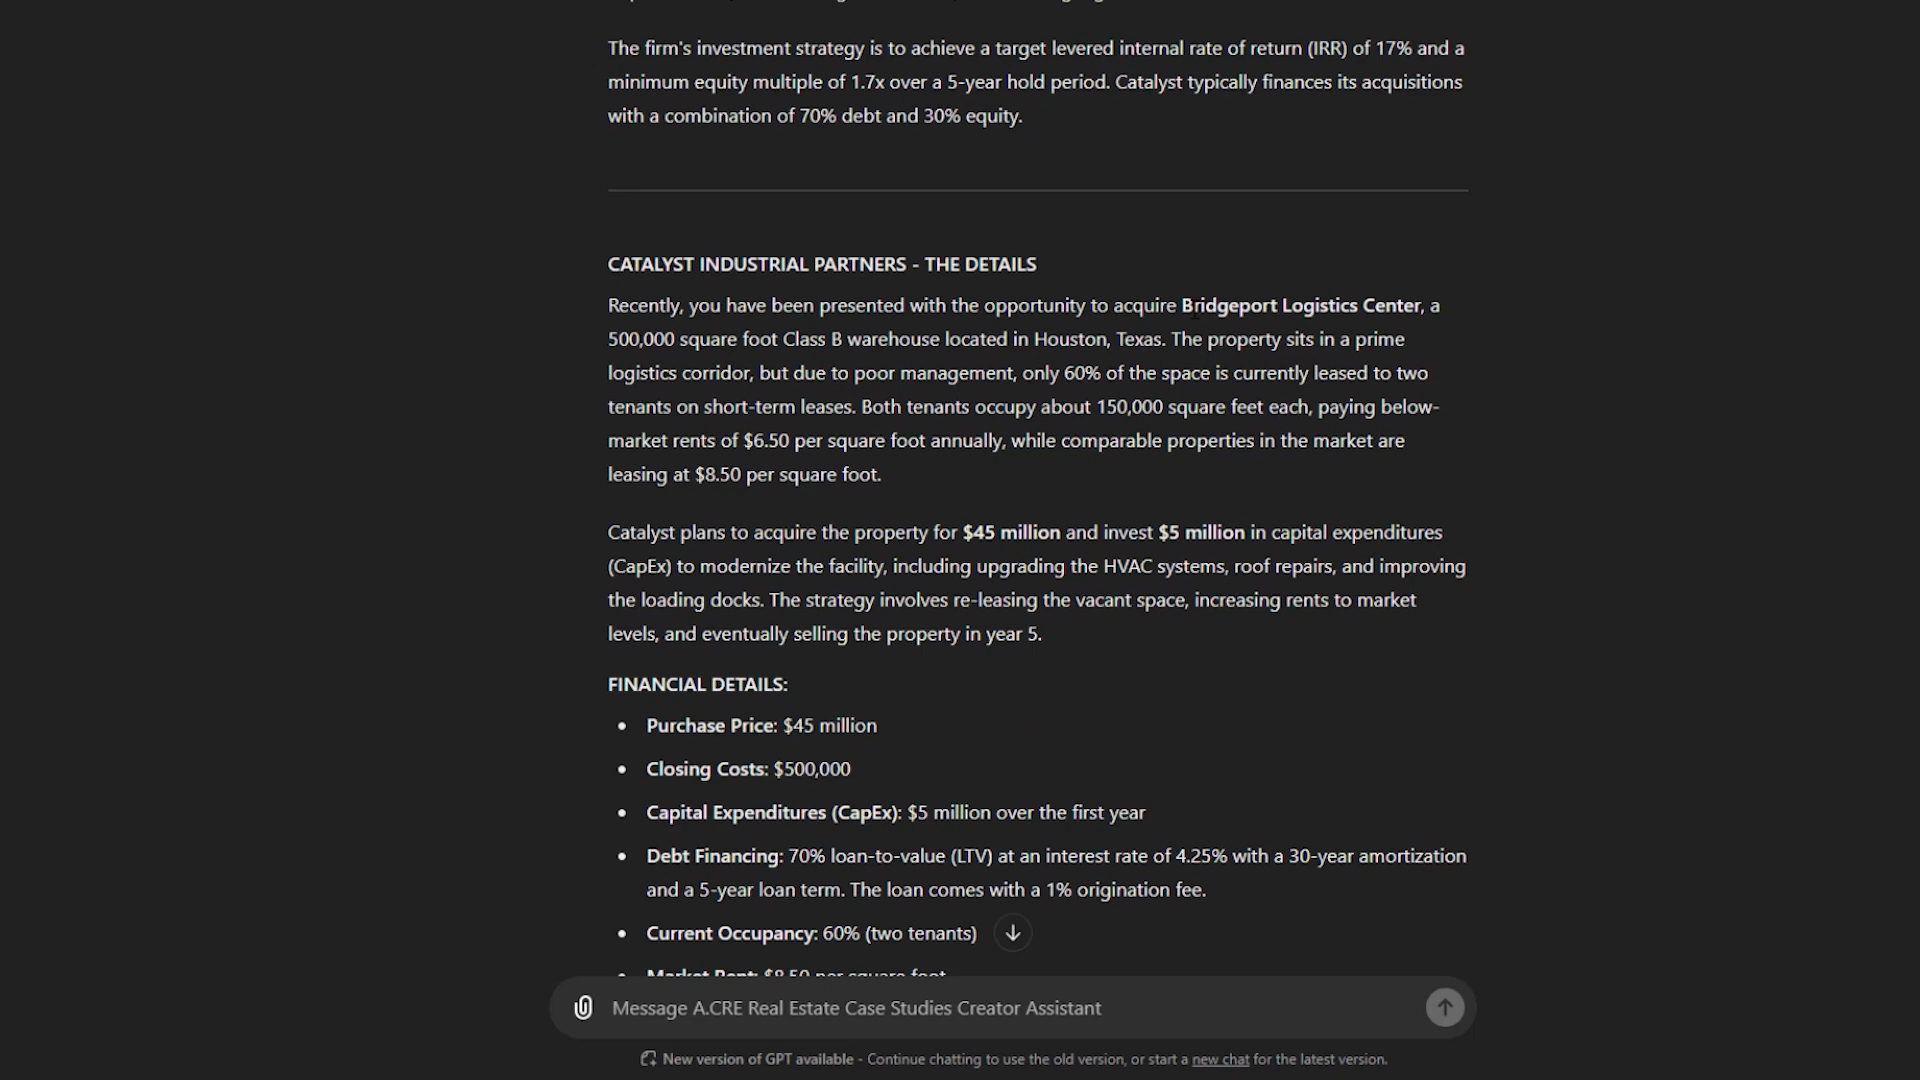 The firm's investment strategy is to achieve a target levered internal rate of return (IRR) of 17% and a
minimum equity multiple of 1.7x over a 5-year hold period. Catalyst typically finances its acquisitions
with a combination of 70% debt and 30% equity.
CATALYST INDUSTRIAL PARTNERS - THE DETAILS
Recently, you have been presented with the opportunity to acquire Bridgeport Logistics Center, a
500,000 square foot Class B warehouse located in Houston, Texas. The property sits in a prime
logistics corridor, but due to poor management, only 60% of the space is currently leased to two
tenants on short-term leases. Both tenants occupy about 150,000 square feet each, paying below-
market rents of $6.50 per square foot annually, while comparable properties in the market are
leasing at $8.50 per square foot.
Catalyst plans to acquire the property for $45 million and invest $5 million in capital expenditures
(CapEx) to modernize the facility, including upgrading the HVAC systems, roof repairs, and improving
the loading docks. The strategy involves re-leasing the vacant space, increasing rents to market
levels, and eventually selling the property in year 5.
FINANCIAL DETAILS:
• Purchase Price: $45 million
• Closing Costs: $500,000
• Capital Expenditures (CapEx): $5 million over the first year
• Debt Financing: 70% loan-to-value (LTV) at an interest rate of 4.25% with a 30-year amortization
and a 5-year loan term. The loan comes with a 1% origination fee.
• Current Occupancy: 60% (two tenants)
• Market Rent: $8.50 per square foot
Message A.CRE Real Estate Case Studies Creator Assistant
New version of GPT available - Continue chatting to use the old version, or start a new chat for the latest version.